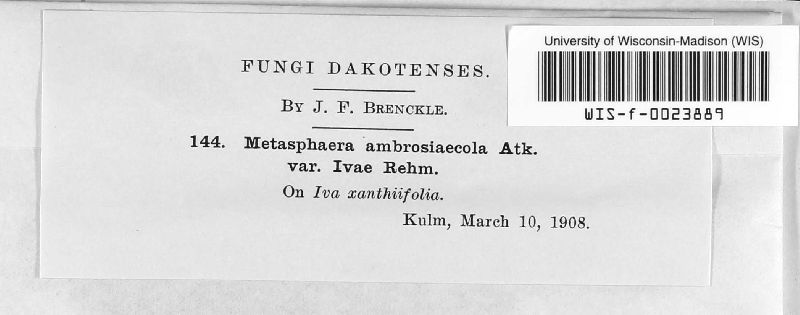 University of Wisconsin-Madison (WIS)
WIS-f-0023889
FUNGI DAKOTENSES.
BY J. F. BRENCKLE.
144. Metasphaera ambrosiaecola Atk.
var. Ivae Rehm.
On Iva xanthiifolia.
Kulm, March 10, 1908.